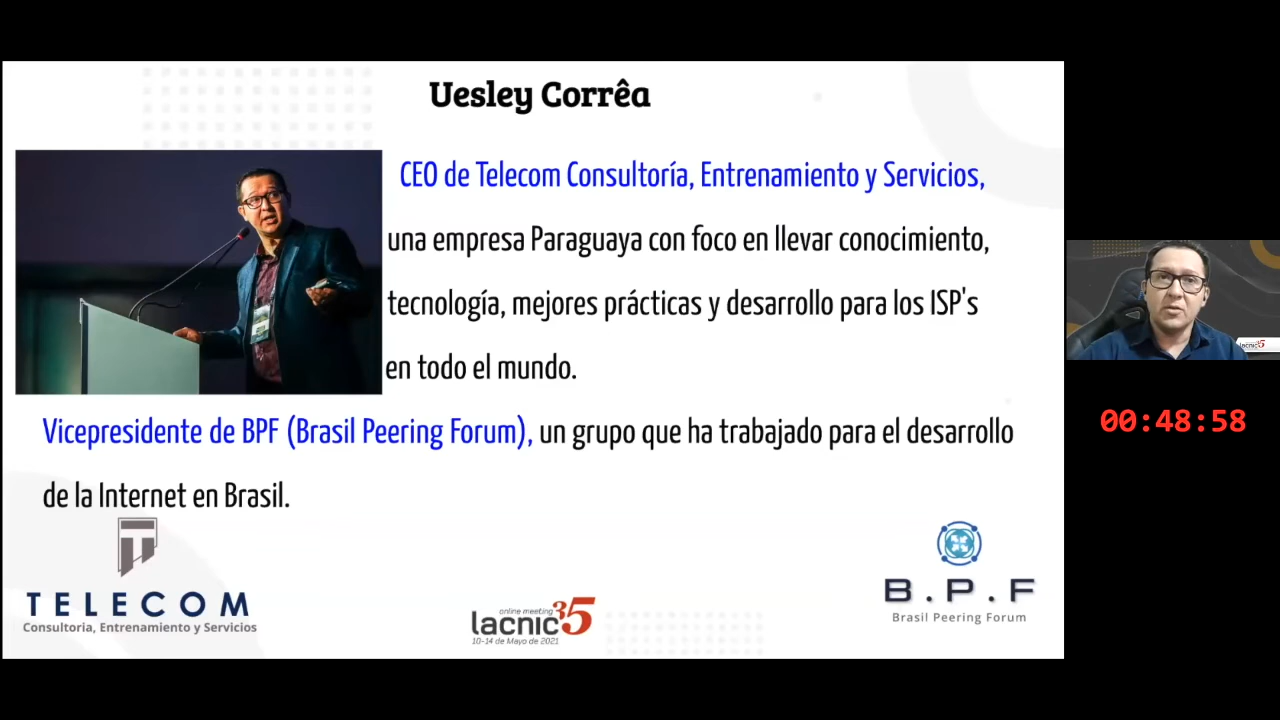 Uesley Corrêa
CEO de Telecom Consultoría, Entrenamiento y Servicios,
una empresa Paraguaya con foco en llevar conocimiento,
tecnología, mejores prácticas y desarrollo para los ISP's
en todo el mundo.
Vicepresidente de BPF (Brasil Peering Forum), un grupo que ha trabajado para el desarrollo
de la Internet en Brasil.
TELECOM
Consultoria, Entrenamiento y Servicios
online meeting
lacnic35
10-14 de Mayo de 2021
B.P.F
Brasil Peering Forum
lacnic35
00:48:58